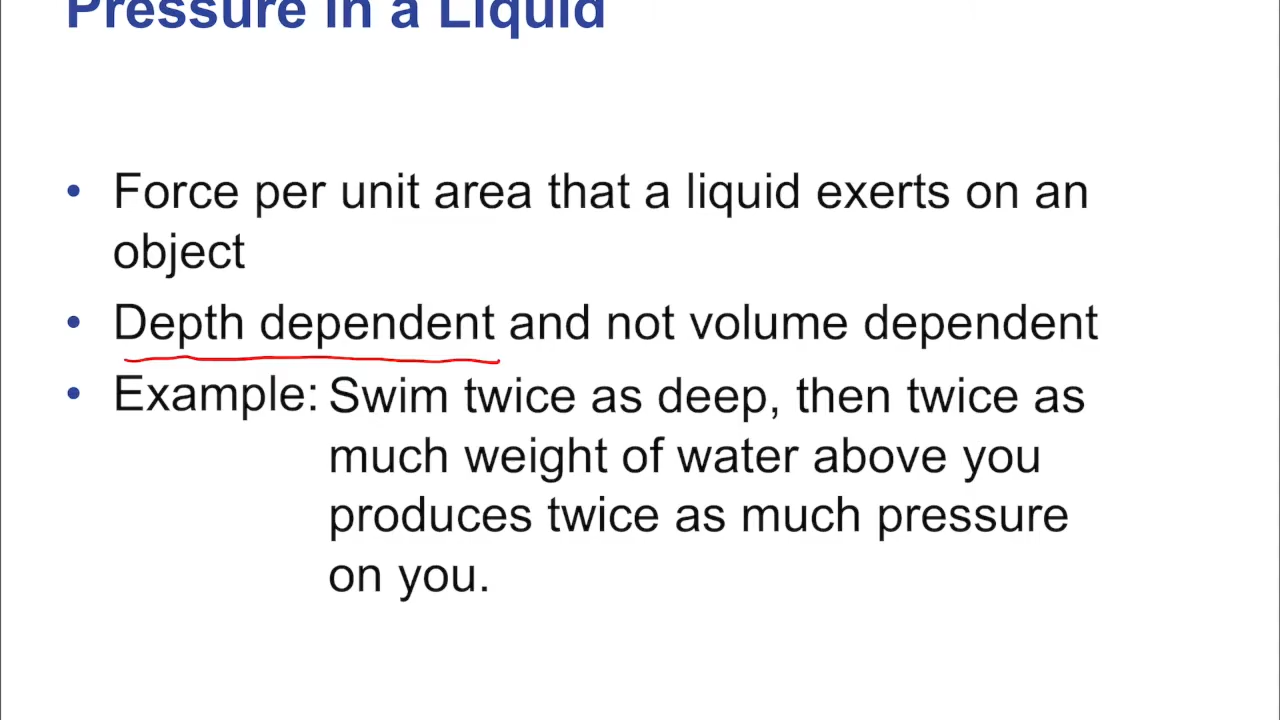 Pressure in a Liquid
• Force per unit area that a liquid exerts on an
object
• Depth dependent and not volume dependent
• Example: Swim twice as deep, then twice as
much weight of water above you
produces twice as much pressure
on you.